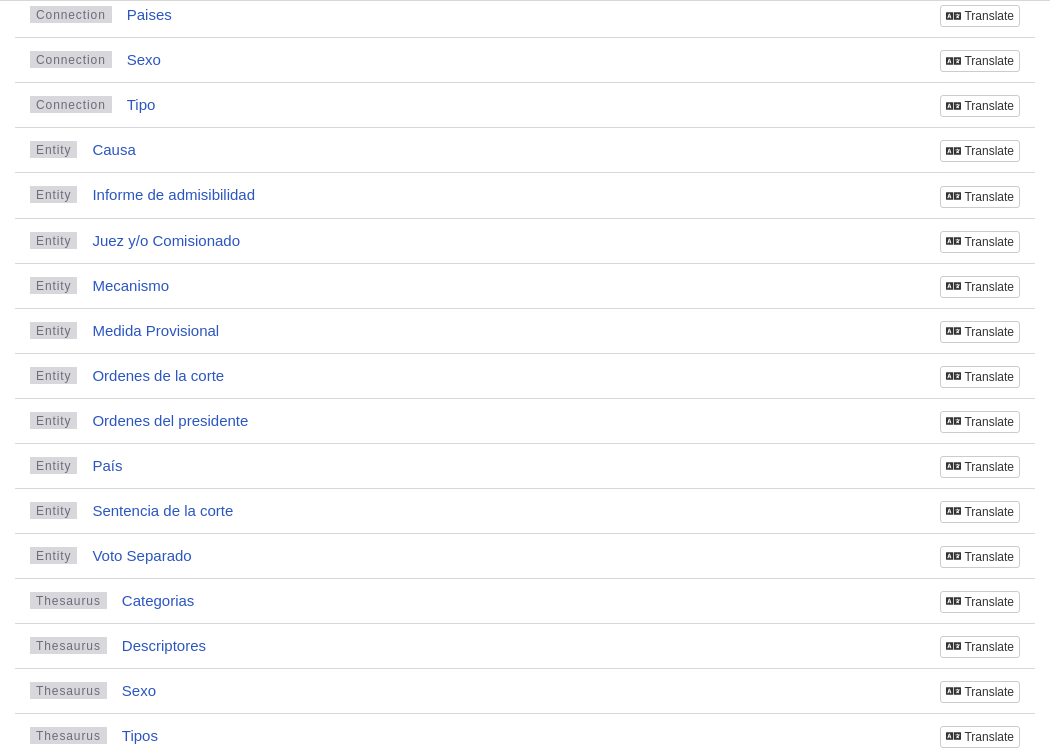 Connection Paises Translate
Connection Sexo Translate
Connection Tipo Translate
Entity Causa Translate
Entity Informe de admisibilidad Translate
Entity Juez y/o Comisionado Translate
Entity Mecanismo Translate
Entity Medida Provisional Translate
Entity Ordenes de la corte Translate
Entity Ordenes del presidente Translate
Entity País Translate
Entity Sentencia de la corte Translate
Entity Voto Separado Translate
Thesaurus Categorias Translate
Thesaurus Descriptores Translate
Thesaurus Sexo Translate
Thesaurus Tipos Translate